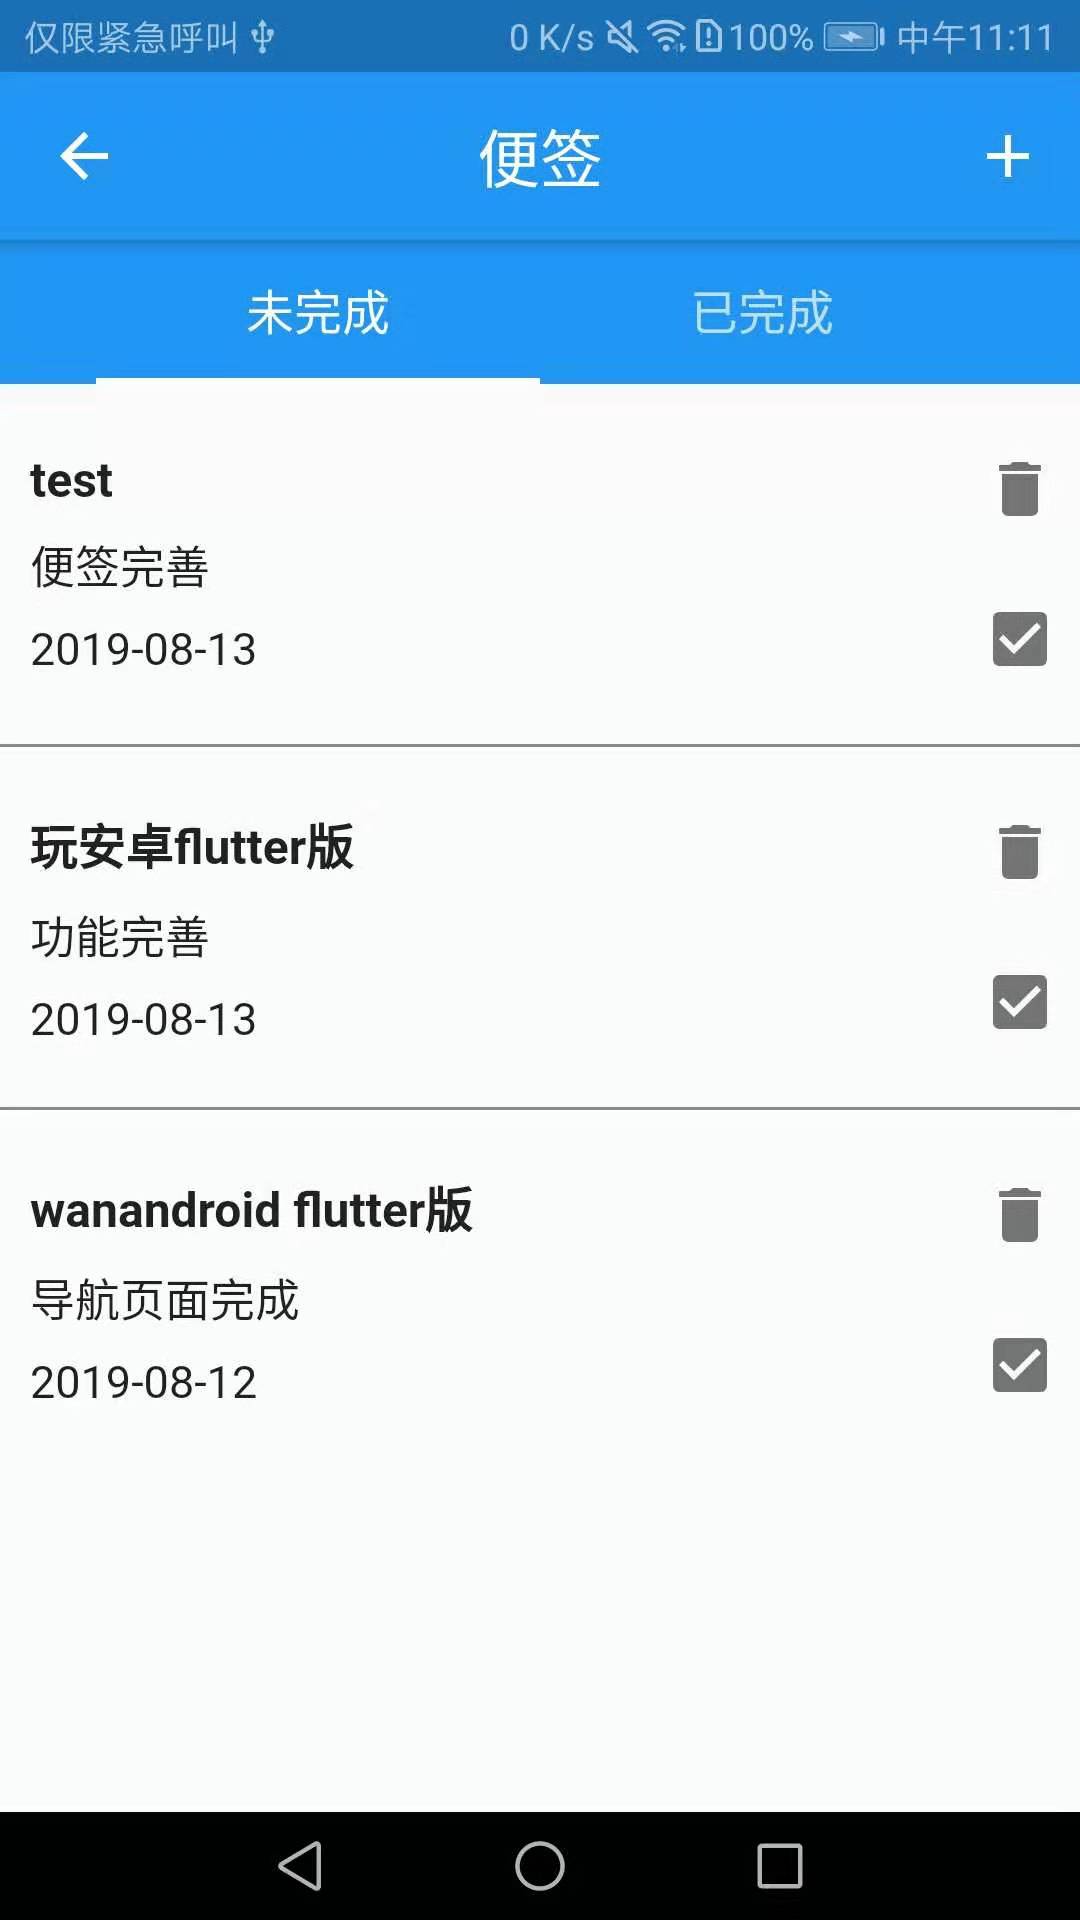 仅限紧急呼叫 0 K/s 100% 中午11:11
便签
未完成 已完成
test
便签完善
2019-08-13
玩安卓flutter版
功能完善
2019-08-13
wanandroid flutter版
导航页面完成
2019-08-12